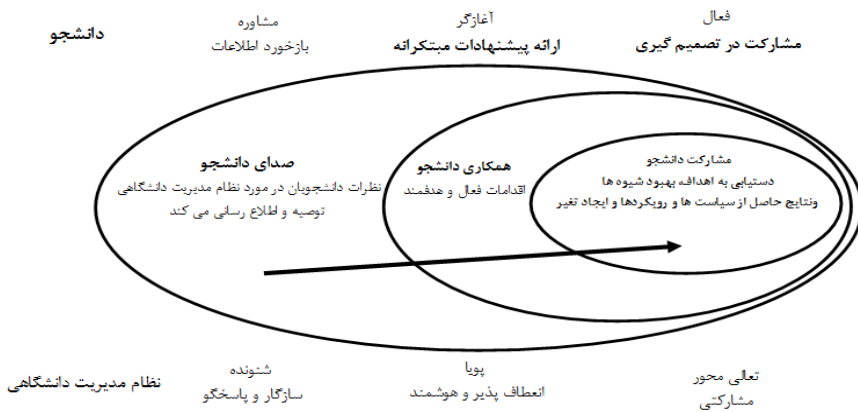 دانشجو
مشاوره
بازخورد اطلاعات
آغازگر
ارائه پیشنهادات مبتکرانه
فعال
مشارکت در تصمیم گیری
صدای دانشجو
نظرات دانشجویان در مورد نظام مدیریت دانشگاهی
توصیه و اطلاع رسانی می کند
همکاری دانشجو
اقدامات فعال و هدفمند
مشارکت دانشجو
دستیابی به اهداف، بهبود شیوه ها
ونتایج حاصل از سیاست ها و رویکردها و ایجاد تغیر
نظام مدیریت دانشگاهی
شنونده
سازگار و پاسخگو
پویا
انعطاف پذیر و هوشمند
تعالی محور
مشارکتی